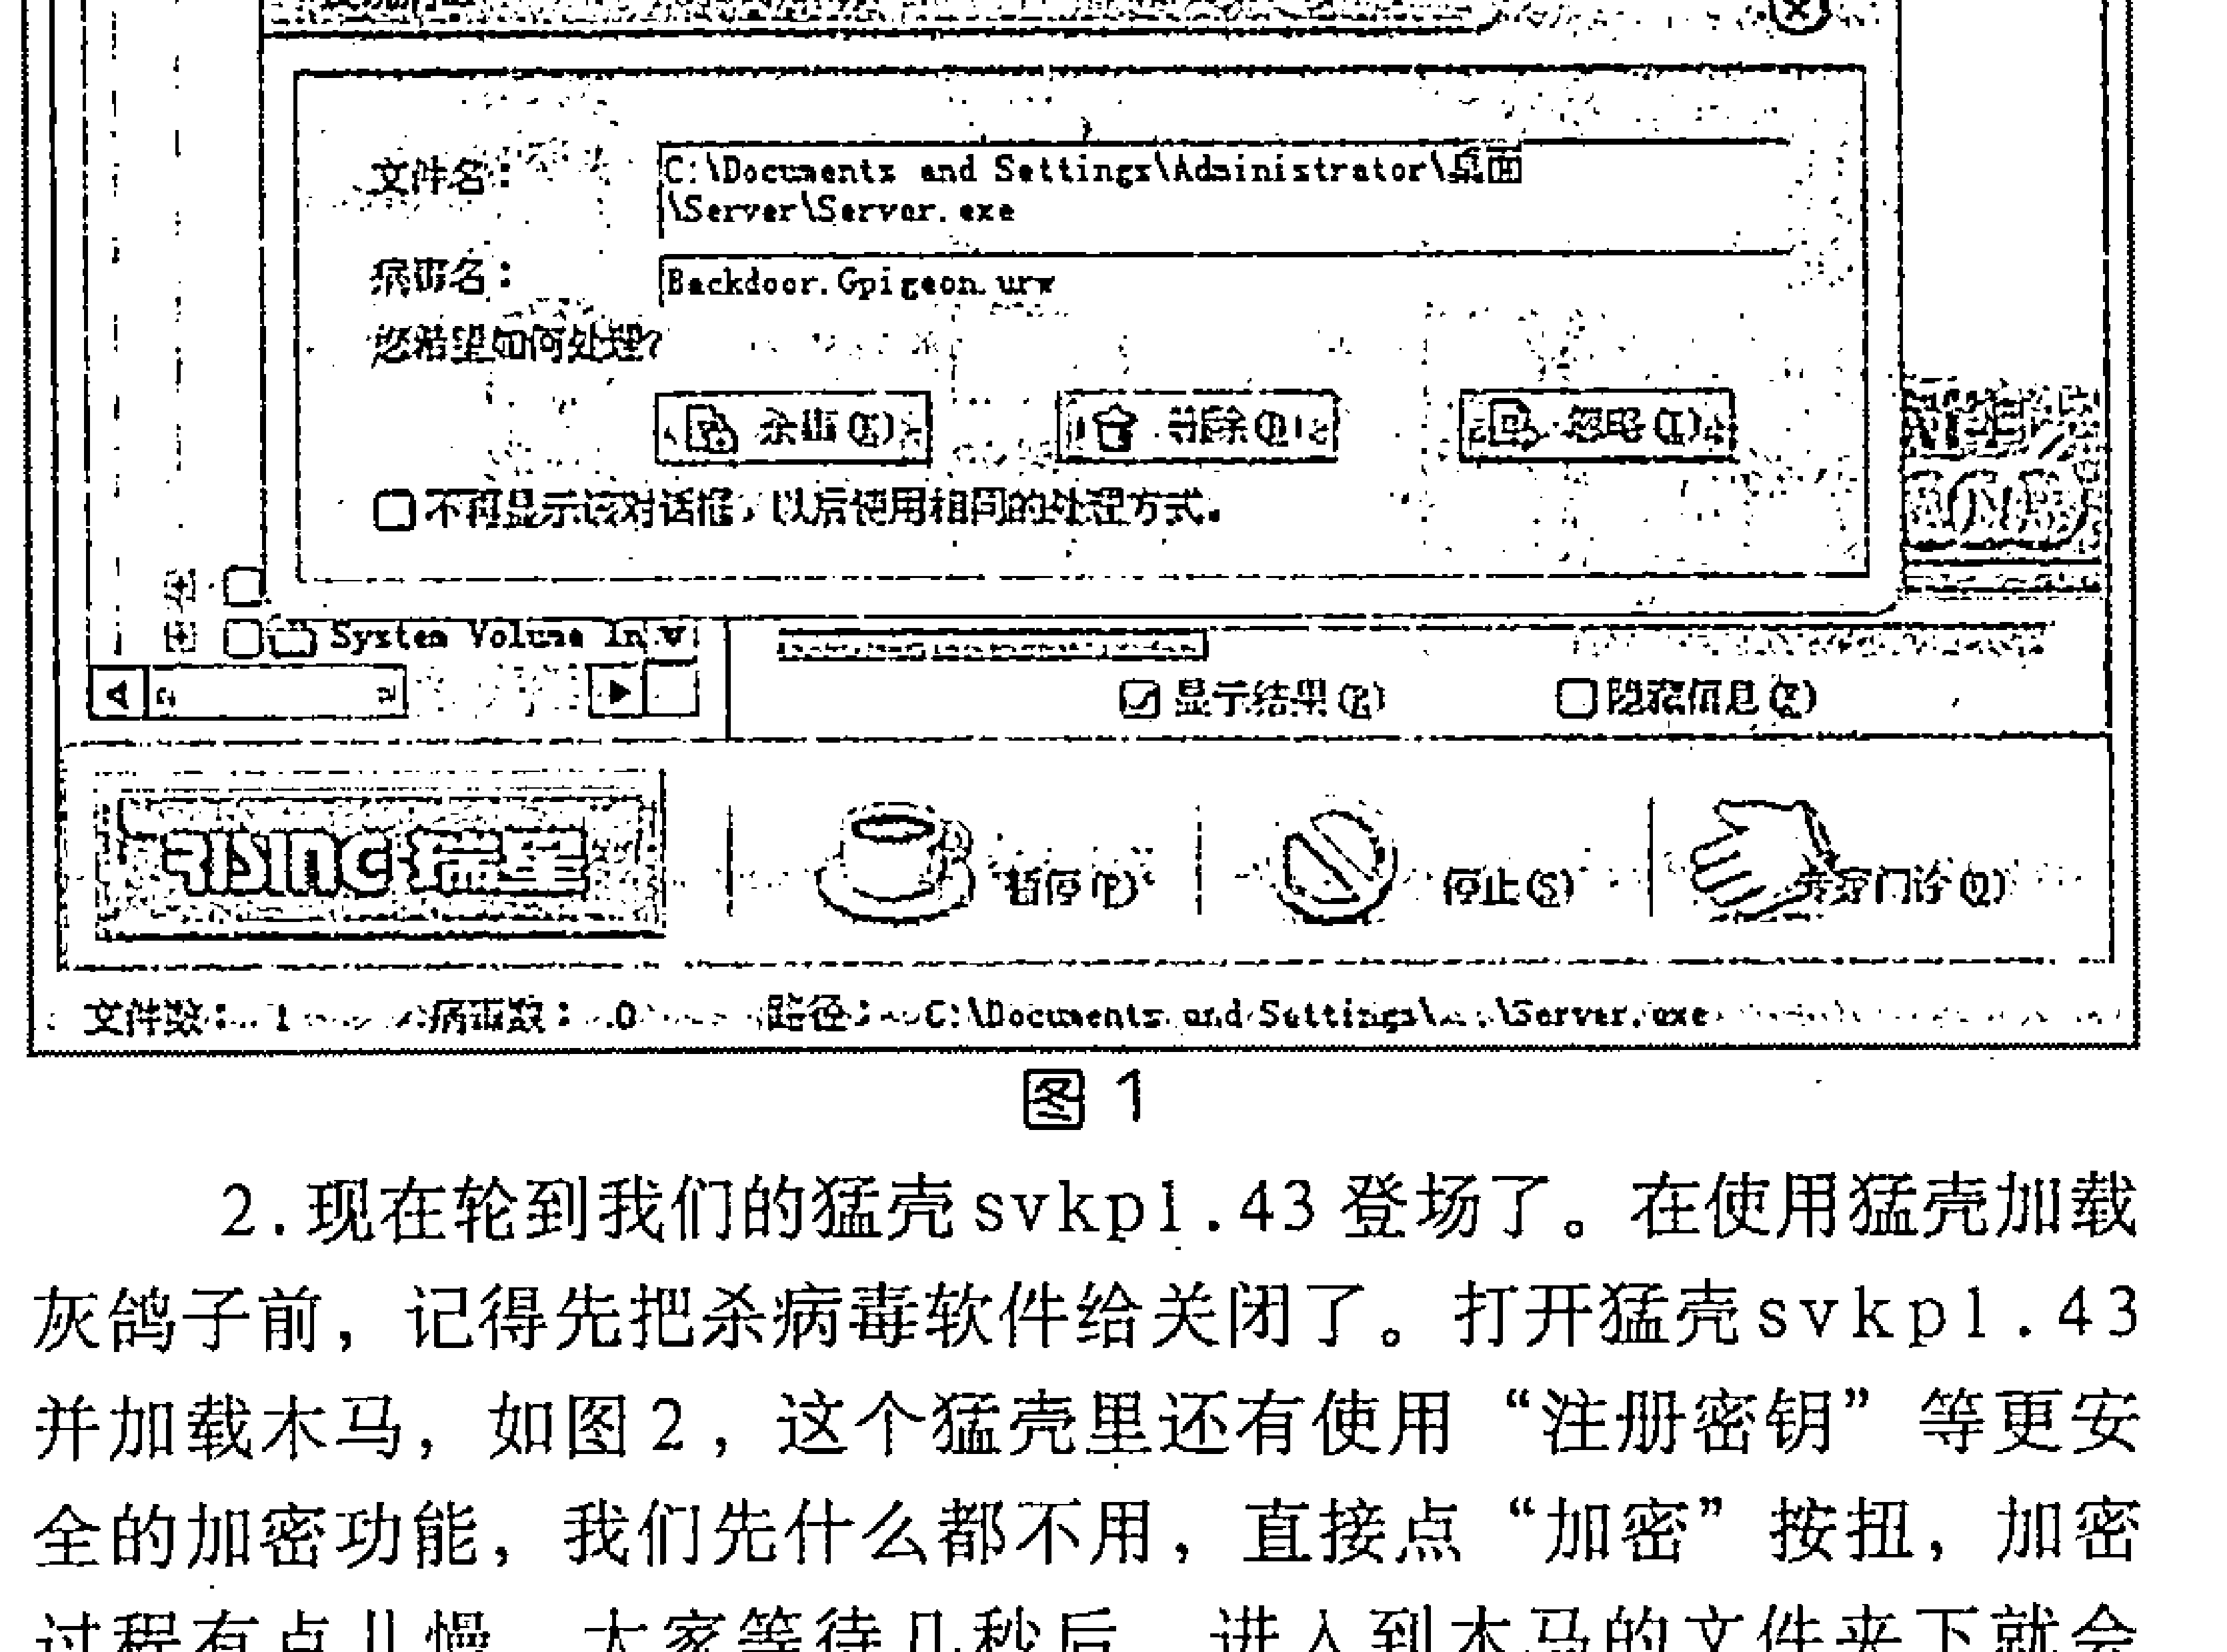 文件名：
C:\Documents and Settings\Administrator\桌面
\Server\Server.exe
病毒名：
Backdoor.Gpigeon.urw
您希望如何处理?
杀毒(K)
删除(D)
忽略(I)
不再显示该对话框，以后使用相同的处理方式。
System Volume In
显示结果(R)
隐藏信息(X)
RISING 瑞星
暂停(P)
停止(S)
文件数： 1 病毒数： 0 路径： C:\Documents and Settings\...\Server.exe
图 1
2.现在轮到我们的猛壳svkp1.43登场了。在使用猛壳加载
灰鸽子前，记得先把杀病毒软件给关闭了。打开猛壳svkp1.43
并加载木马，如图2，这个猛壳里还有使用“注册密钥”等更安
全的加密功能，我们先什么都不用，直接点“加密”按扭，加密
过程有点儿慢，大家等待几秒后，进入到木马的文件夹下就会